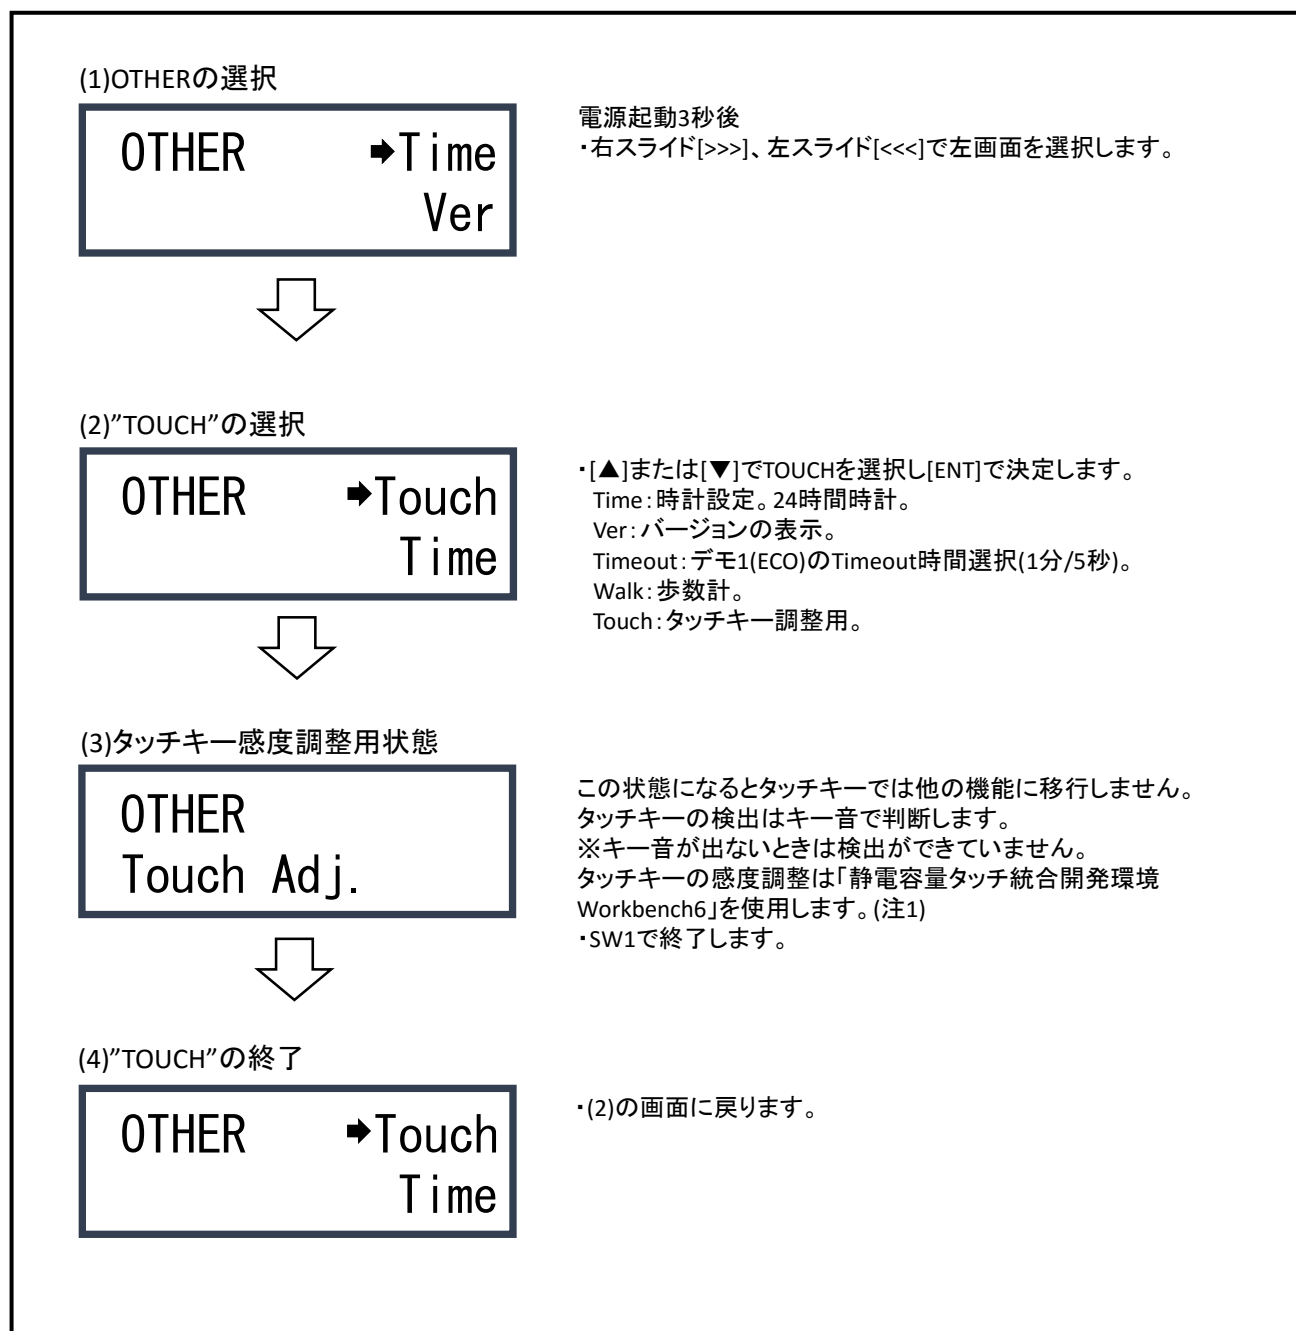 (1)OTHERの選択
OTHER ➡Time
Ver
電源起動3秒後
・右スライド[>>>]、左スライド[<<<]で左画面を選択します。
(2)”TOUCH”の選択
OTHER ➡Touch
Time
・[▲]または[▼]でTOUCHを選択し[ENT]で決定します。
Time：時計設定。24時間時計。
Ver：バージョンの表示。
Timeout：デモ1(ECO)のTimeout時間選択(1分/5秒)。
Walk：歩数計。
Touch：タッチキー調整用。
(3)タッチキー感度調整用状態
OTHER
Touch Adj.
この状態になるとタッチキーでは他の機能に移行しません。
タッチキーの検出はキー音で判断します。
※キー音が出ないときは検出ができていません。
タッチキーの感度調整は「静電容量タッチ統合開発環境
Workbench6」を使用します。(注1)
・SW1で終了します。
(4)”TOUCH”の終了
OTHER ➡Touch
Time
・(2)の画面に戻ります。